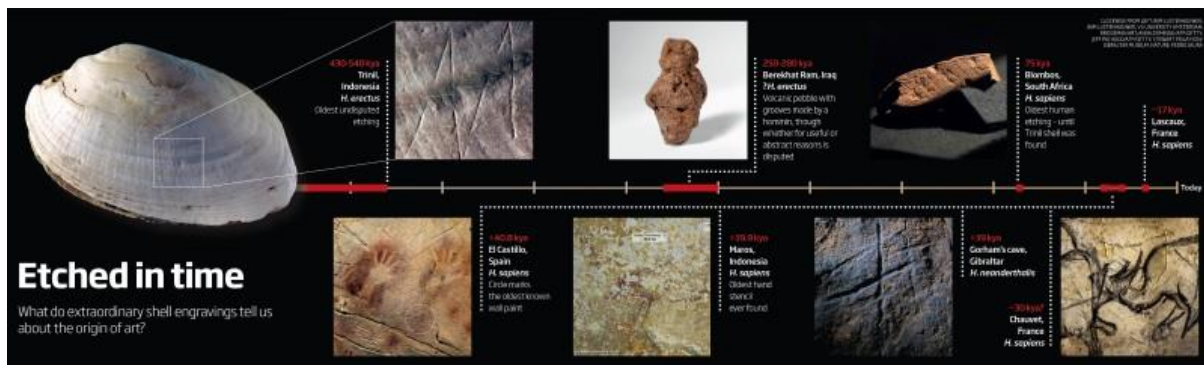 430-540 kya
Trinil,
Indonesia
H. erectus
Oldest undisputed
etching
250-280 kya
Berekhat Ram, Iraq
?H. erectus
Volcanic pebble with
grooves made by a
hominin, though
whether for useful or
abstract reasons is
disputed
75 kya
Blombos,
South Africa
H. sapiens
Oldest human
etching – until
Trinil shell was
found
~17 kya
Lascaux,
France
H. sapiens
Today
Etched in time
What do extraordinary shell engravings tell us
about the origin of art?
>40.8 kya
El Castillo,
Spain
H. sapiens
Circle marks
the oldest known
wall paint
>39.9 kya
Maros,
Indonesia
H. sapiens
Oldest hand
stencil
ever found
>39 kya
Gorham's cave,
Gibraltar
H. neanderthalis
Chauvet,
France
H. sapiens